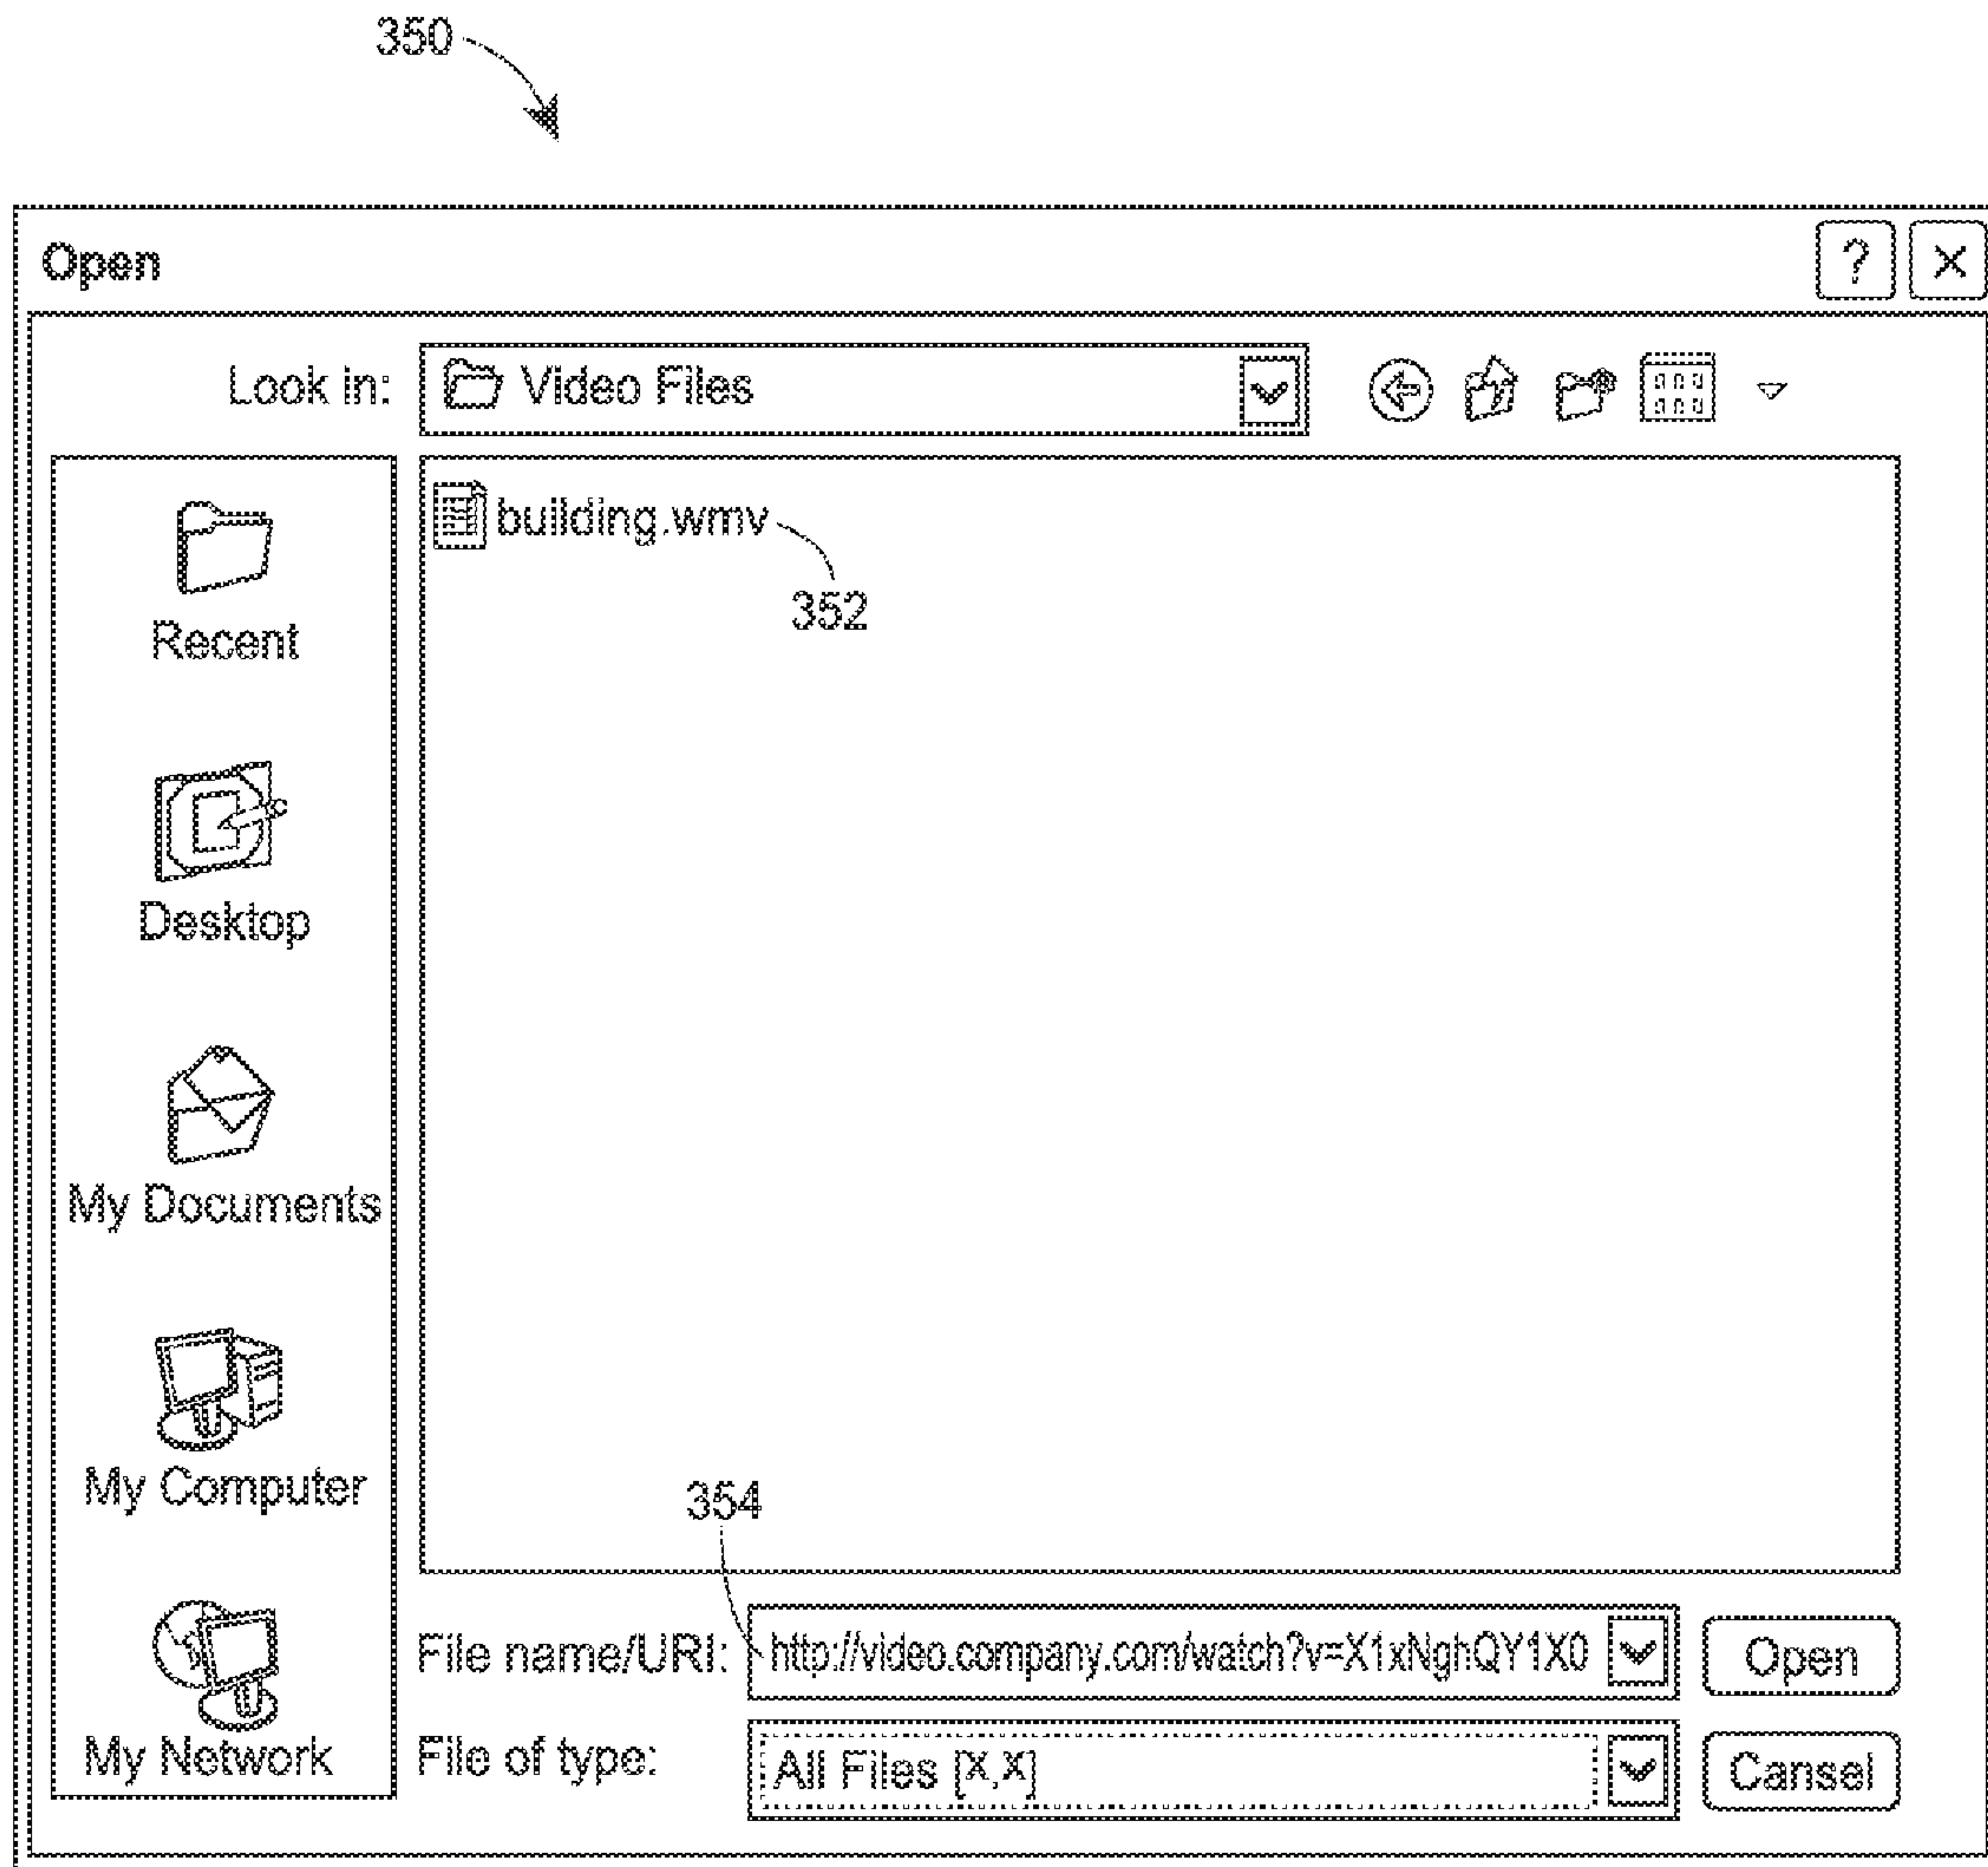 350
Open ? X
Look in: Video Files
building.wmv
352
Recent
Desktop
My Documents
My Computer
My Network
354
File name/URI: http://video.company.com/watch?v=X1xNghQY1X0 Open
File of type: All Files [X,X] Cansel